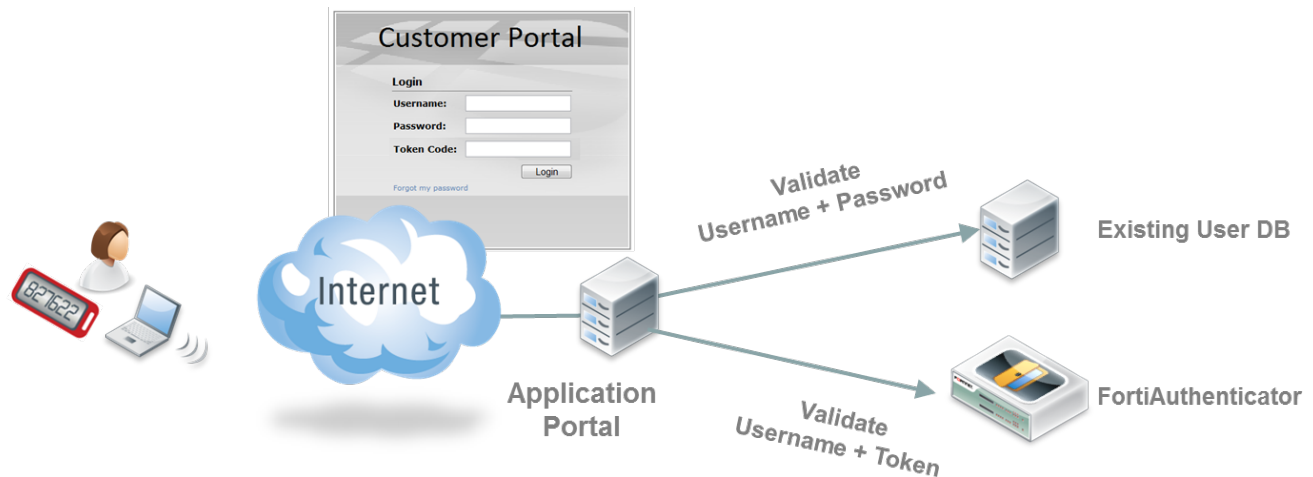 Customer Portal
Login
Username:
Password:
Token Code:
Login
Forgot my password
827622
Internet
Application
Portal
Validate
Username + Password
Existing User DB
Validate
Username + Token
FortiAuthenticator